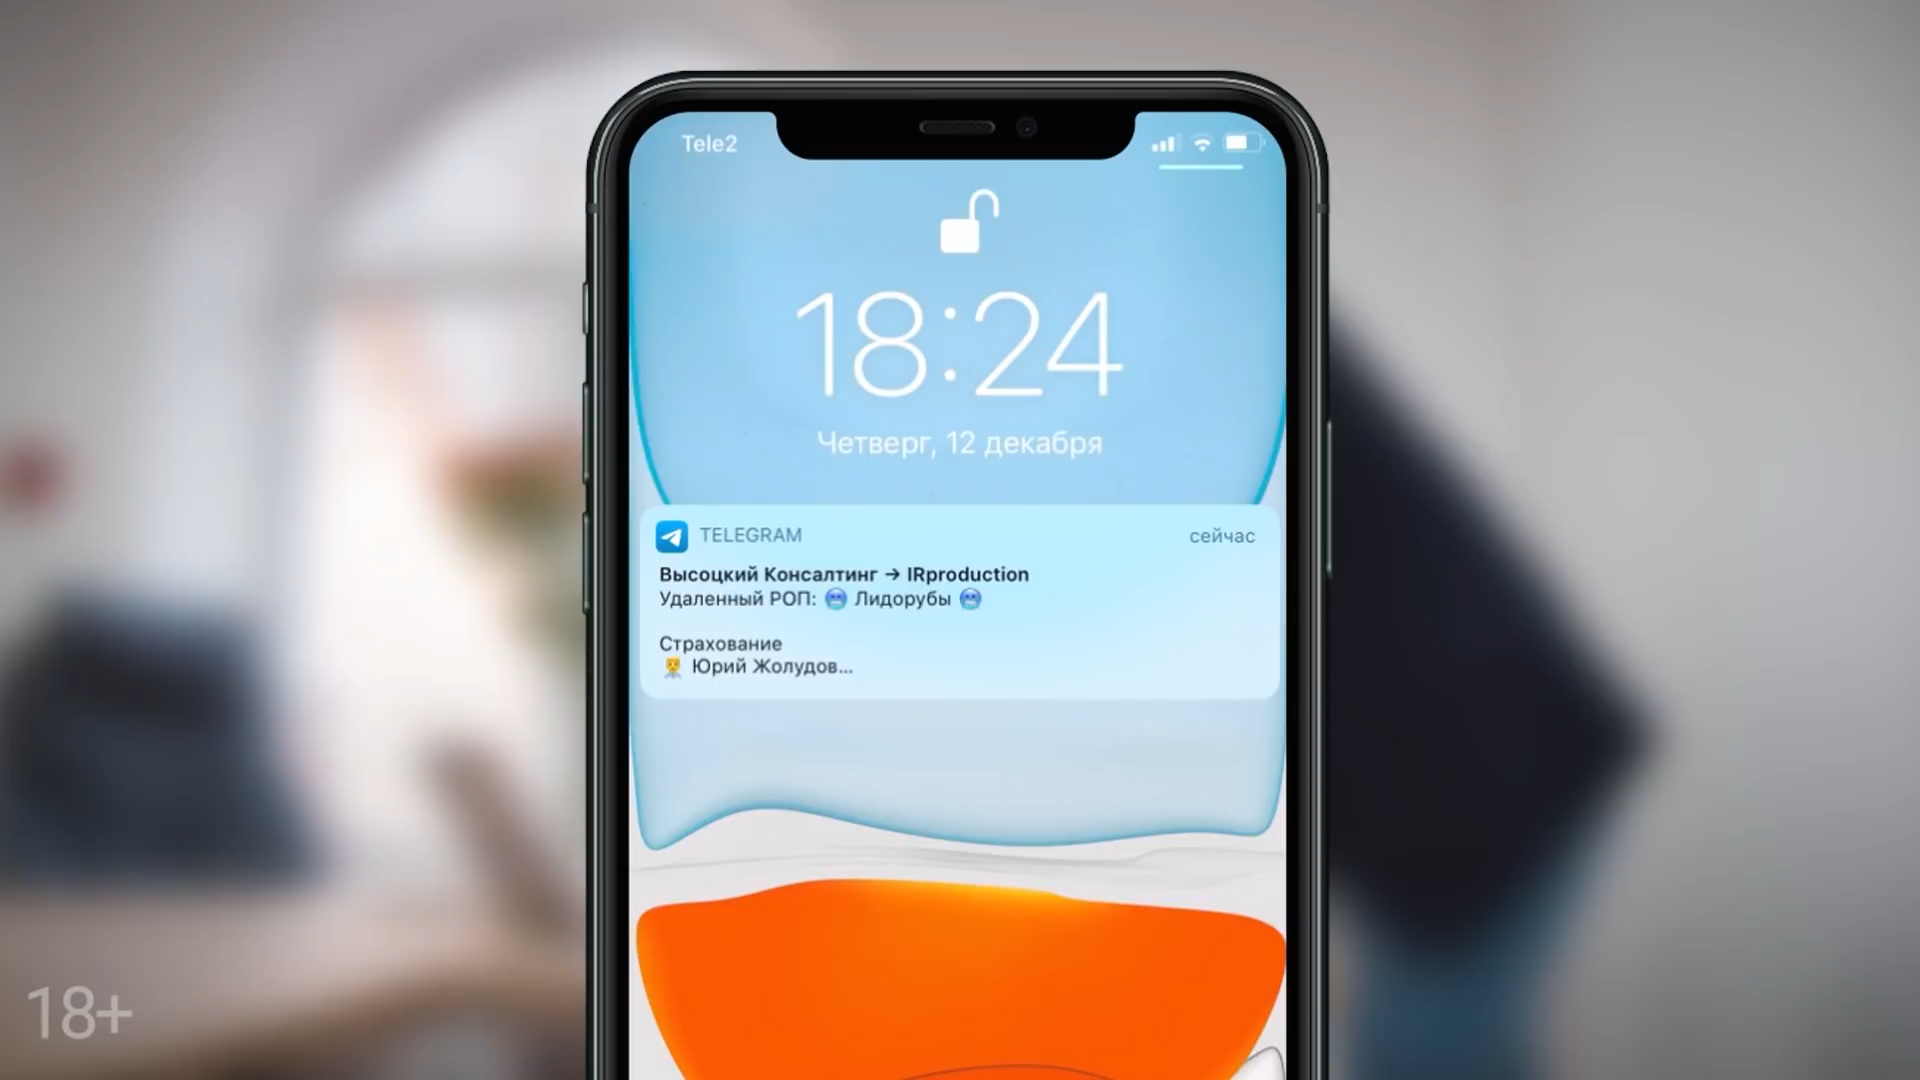 Tele2
18:24
Четверг, 12 декабря
TELEGRAM
сейчас
Высоцкий Консалтинг → IRproduction
Удаленный РОП: 🥶 Лидорубы 🥶
Страхование
👨‍💼 Юрий Жолудов...
18+